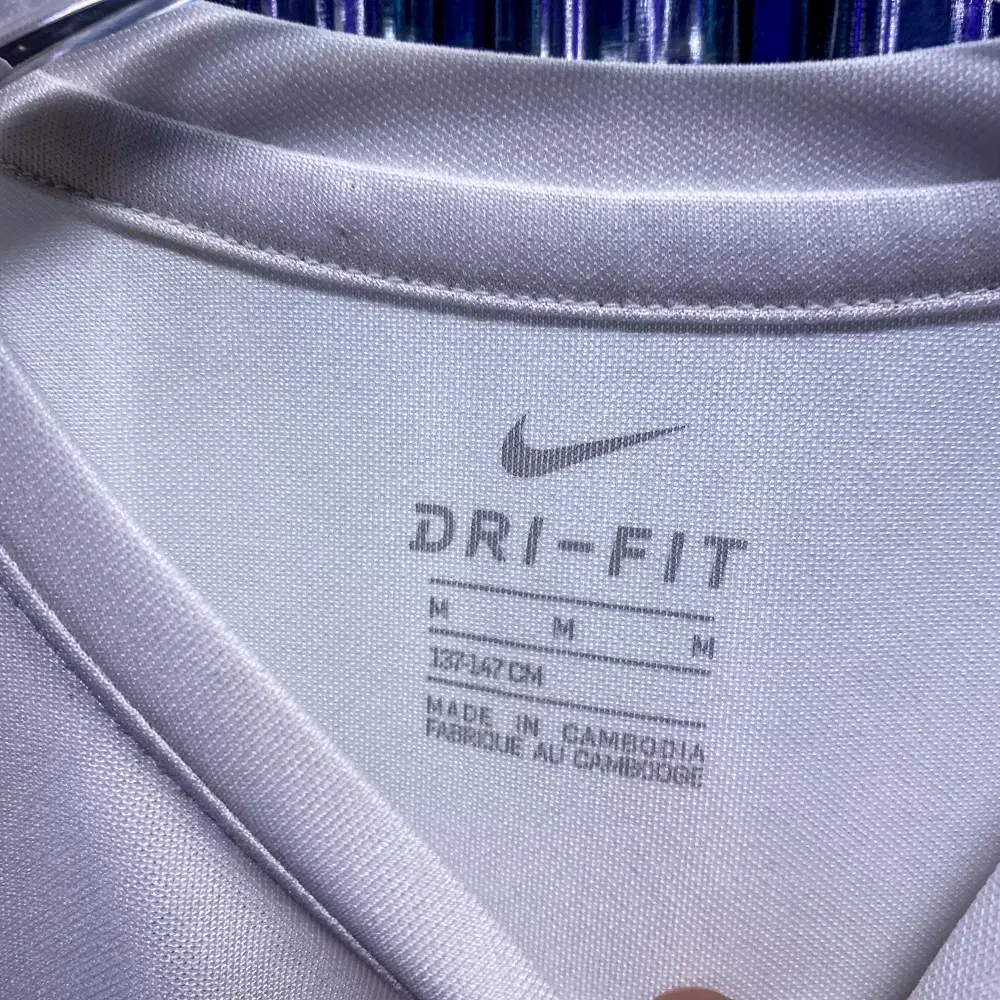 DRI-FIT
M M M
137-147 CM
MADE IN CAMBODIA
FABRIQUE AU CAMBODGE